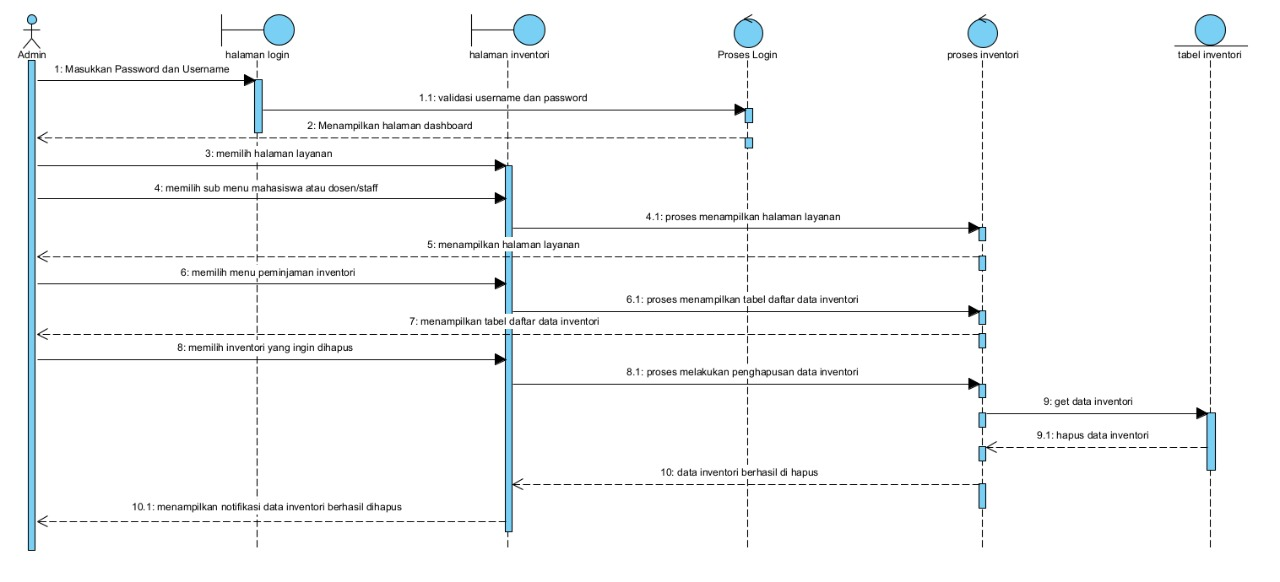 Admin
halaman login
halaman inventori
Proses Login
proses inventori
tabel inventori
1: Masukkan Password dan Username
1.1: validasi username dan password
2: Menampilkan halaman dashboard
3: memilih halaman layanan
4: memilih sub menu mahasiswa atau dosen/staff
4.1: proses menampilkan halaman layanan
5: menampilkan halaman layanan
6: memilih menu peminjaman inventori
6.1: proses menampilkan tabel daftar data inventori
7: menampilkan tabel daftar data inventori
8: memilih inventori yang ingin dihapus
8.1: proses melakukan penghapusan data inventori
9: get data inventori
9.1: hapus data inventori
10: data inventori berhasil di hapus
10.1: menampilkan notifikasi data inventori berhasil dihapus